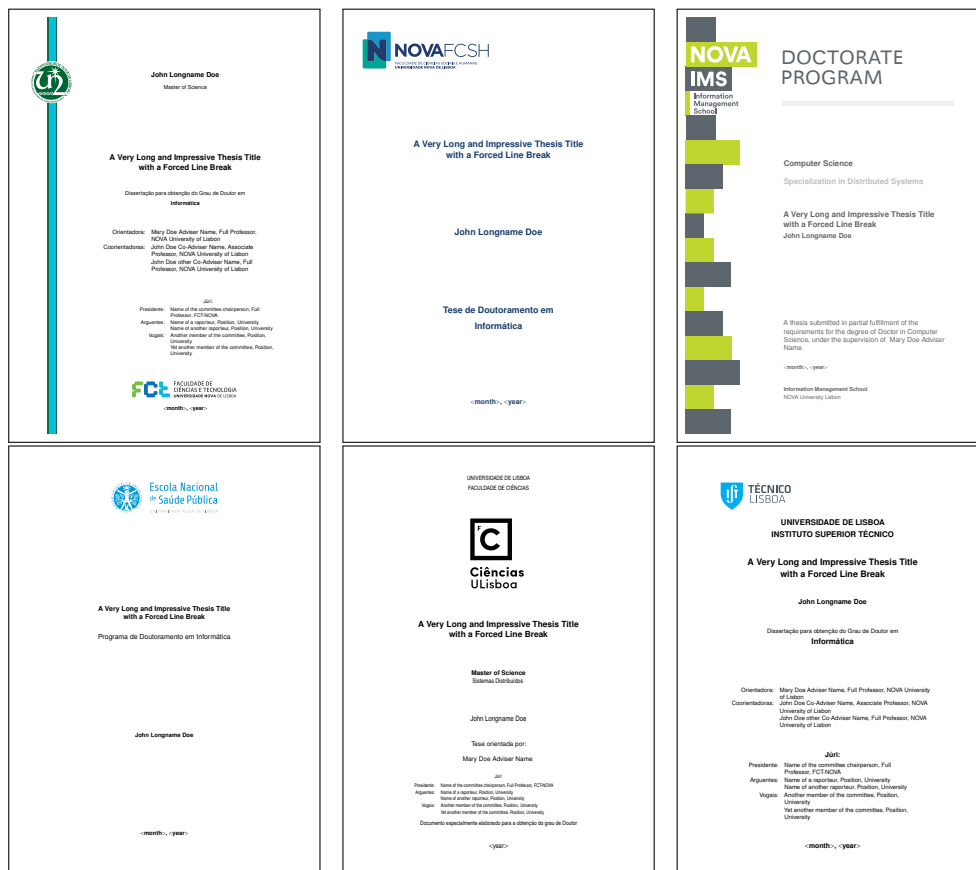 John Longname Doe
Master of Science
A Very Long and Impressive Thesis Title
with a Forced Line Break
Dissertação para obtenção do Grau de Doutor em
Informática
Orientadora: Mary Doe Adviser Name, Full Professor,
NOVA University of Lisbon
Coorientadoras: John Doe Co-Adviser Name, Associate
Professor, NOVA University of Lisbon
John Doe other Co-Adviser Name, Full
Professor, NOVA University of Lisbon
Júri:
Presidente: Name of the committee chairperson, Full
Professor, FCT-NOVA
Arguentes: Name of a raporteur, Position, University
Name of another raporteur, Position, University
Vogais: Another member of the committee, Position,
University
Yet another member of the committee, Position,
University
FCt
FACULDADE DE
CIÊNCIAS E TECNOLOGIA
UNIVERSIDADE NOVA DE LISBOA
<month>, <year>
N NOVAFCSH
FACULDADE DE CIÊNCIAS SOCIAIS E HUMANAS
UNIVERSIDADE NOVA DE LISBOA
A Very Long and Impressive Thesis Title
with a Forced Line Break
John Longname Doe
Tese de Doutoramento em
Informática
<month>, <year>
NOVA
IMS
Information
Management
School
DOCTORATE
PROGRAM
Computer Science
Specialization in Distributed Systems
A Very Long and Impressive Thesis Title
with a Forced Line Break
John Longname Doe
A thesis submitted in partial fulfillment of the
requirements for the degree of Doctor in Computer
Science, under the supervision of Mary Doe Adviser
Name
<month>, <year>
Information Management School
NOVA University Lisbon
Escola Nacional
de Saúde Pública
UNIVERSIDADE NOVA DE LISBOA
A Very Long and Impressive Thesis Title
with a Forced Line Break
Programa de Doutoramento em Informática
John Longname Doe
<month>, <year>
UNIVERSIDADE DE LISBOA
FACULDADE DE CIÊNCIAS
F
C
Ciências
ULisboa
A Very Long and Impressive Thesis Title
with a Forced Line Break
Master of Science
Sistemas Distribuídos
John Longname Doe
Tese orientada por:
Mary Doe Adviser Name
Júri:
Presidente: Name of the committee chairperson, Full Professor, FCT-NOVA
Arguentes: Name of a raporteur, Position, University
Name of another raporteur, Position, University
Vogais: Another member of the committee, Position, University
Yet another member of the committee, Position, University
Documento especialmente elaborado para a obtenção do grau de Doutor
<year>
TÉCNICO
LISBOA
UNIVERSIDADE DE LISBOA
INSTITUTO SUPERIOR TÉCNICO
A Very Long and Impressive Thesis Title
with a Forced Line Break
John Longname Doe
Dissertação para obtenção do Grau de Doutor em
Informática
Orientadora: Mary Doe Adviser Name, Full Professor, NOVA University
of Lisbon
Coorientadoras: John Doe Co-Adviser Name, Associate Professor, NOVA
University of Lisbon
John Doe other Co-Adviser Name, Full Professor, NOVA
University of Lisbon
Júri:
Presidente: Name of the committee chairperson, Full
Professor, FCT-NOVA
Arguentes: Name of a raporteur, Position, University
Name of another raporteur, Position, University
Vogais: Another member of the committee, Position,
University
Yet another member of the committee, Position,
University
<month>, <year>